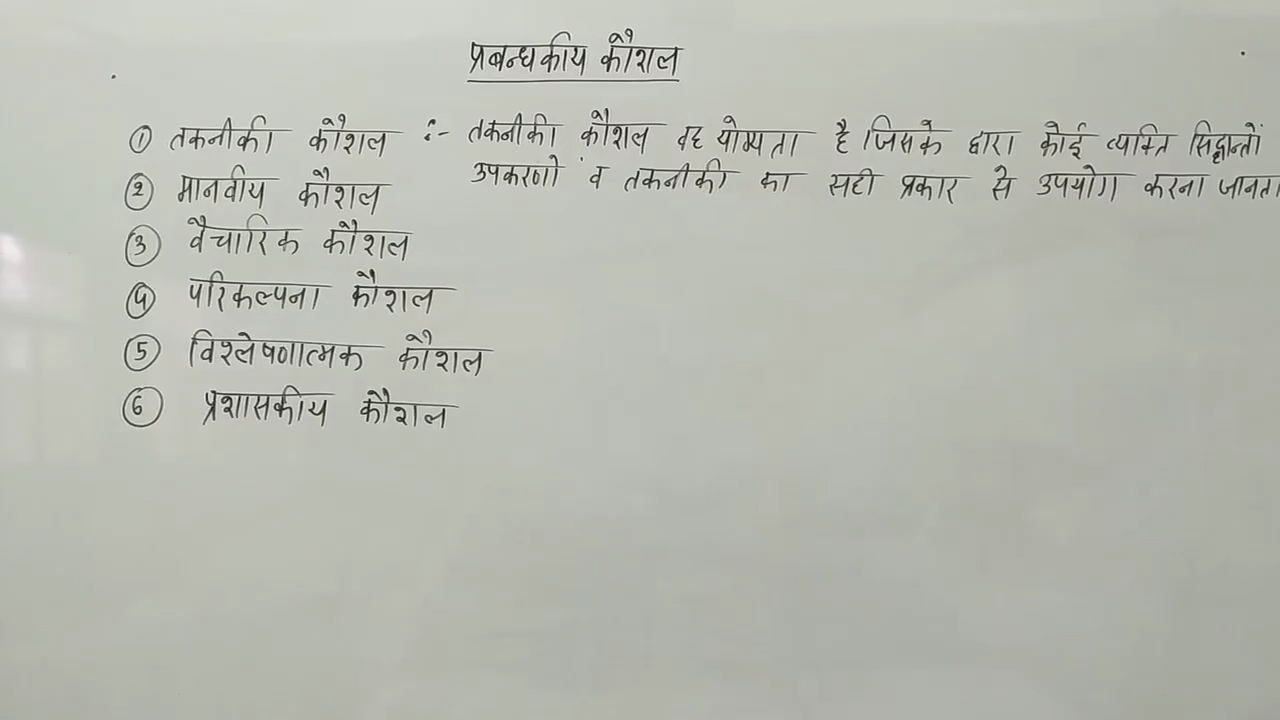 प्रबन्धकीय कौशल
① तकनीकी कौशल :- तकनीकी कौशल वह योग्यता है जिसके द्वारा कोई व्यक्ति सिद्धान्तों
उपकरणों व तकनीकी का सही प्रकार से उपयोग करना जानता
② मानवीय कौशल
③ वैचारिक कौशल
④ परिकल्पना कौशल
⑤ विश्लेषणात्मक कौशल
⑥ प्रशासकीय कौशल